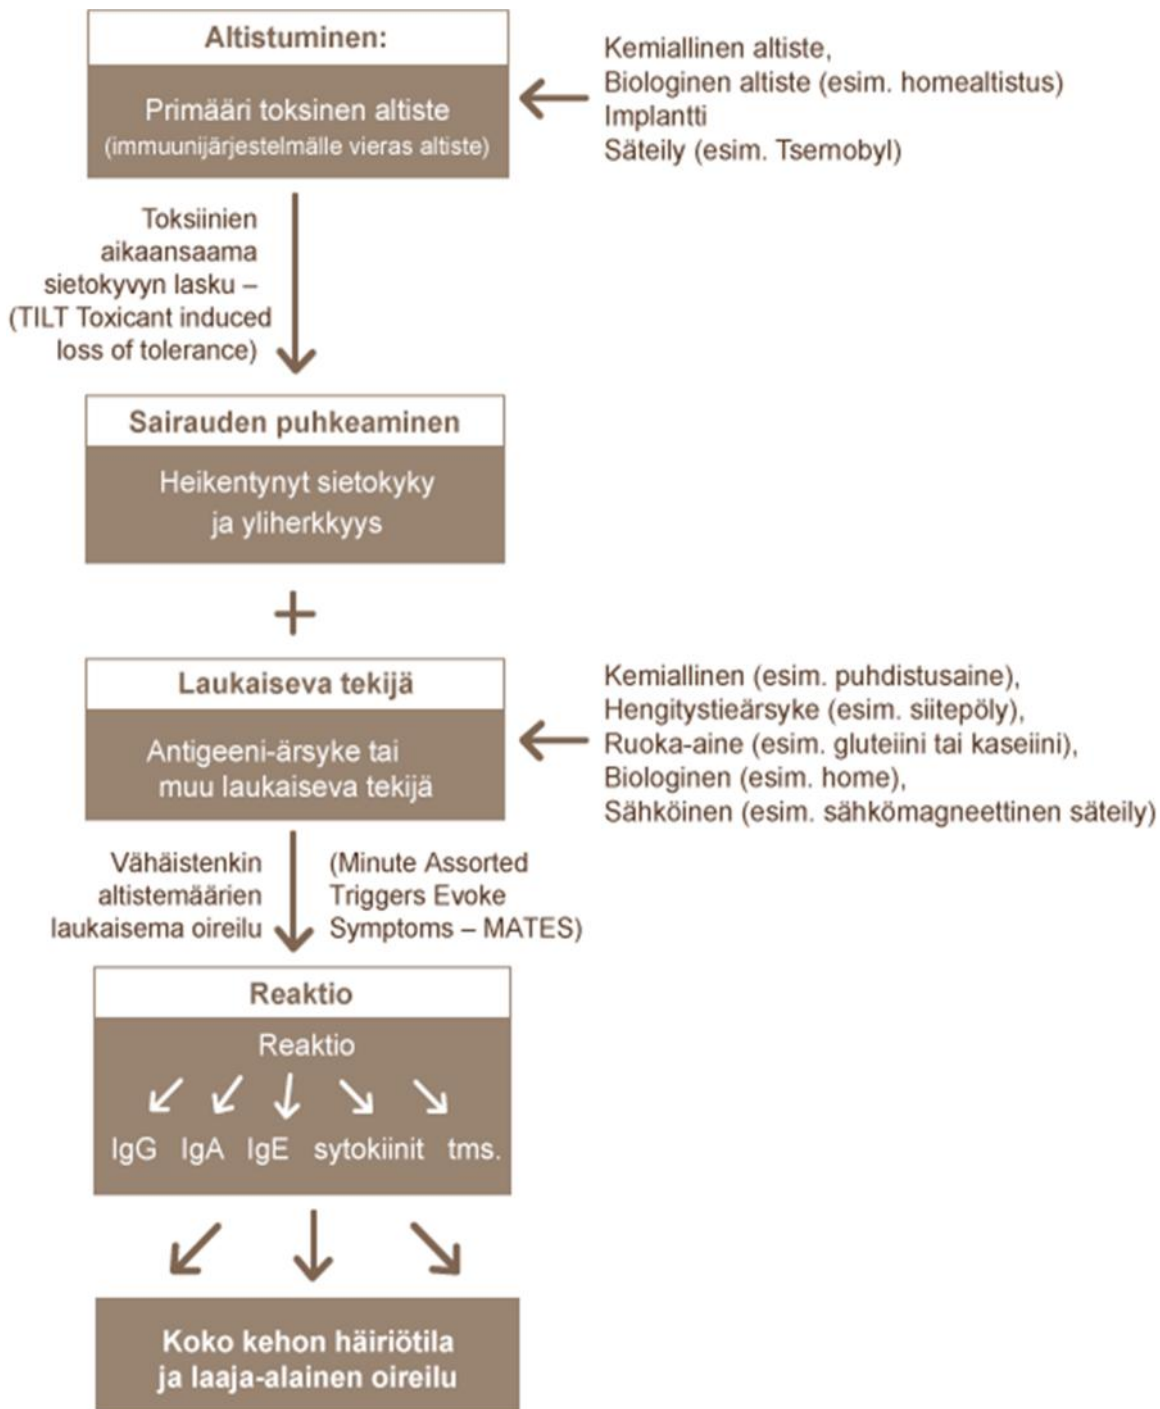 Altistuminen:
Primääri toksinen altiste
(immuunijärjestelmälle vieras altiste)
Kemiallinen altiste,
Biologinen altiste (esim. homealtistus)
Implantti
Säteily (esim. Tsernobyl)
Toksiinien
aikaansaama
sietokyvyn lasku –
(TILT Toxicant induced
loss of tolerance)
Sairauden puhkeaminen
Heikentynyt sietokyky
ja yliherkkyys
+
Laukaiseva tekijä
Antigeeni-ärsyke tai
muu laukaiseva tekijä
Kemiallinen (esim. puhdistusaine),
Hengitystieärsyke (esim. siitepöly),
Ruoka-aine (esim. gluteiini tai kaseiini),
Biologinen (esim. home),
Sähköinen (esim. sähkömagneettinen säteily)
Vähäistenkin
altistemäärien
laukaisema oireilu
(Minute Assorted
Triggers Evoke
Symptoms – MATES)
Reaktio
Reaktio
IgG IgA IgE sytokiinit tms.
Koko kehon häiriötila
ja laaja-alainen oireilu